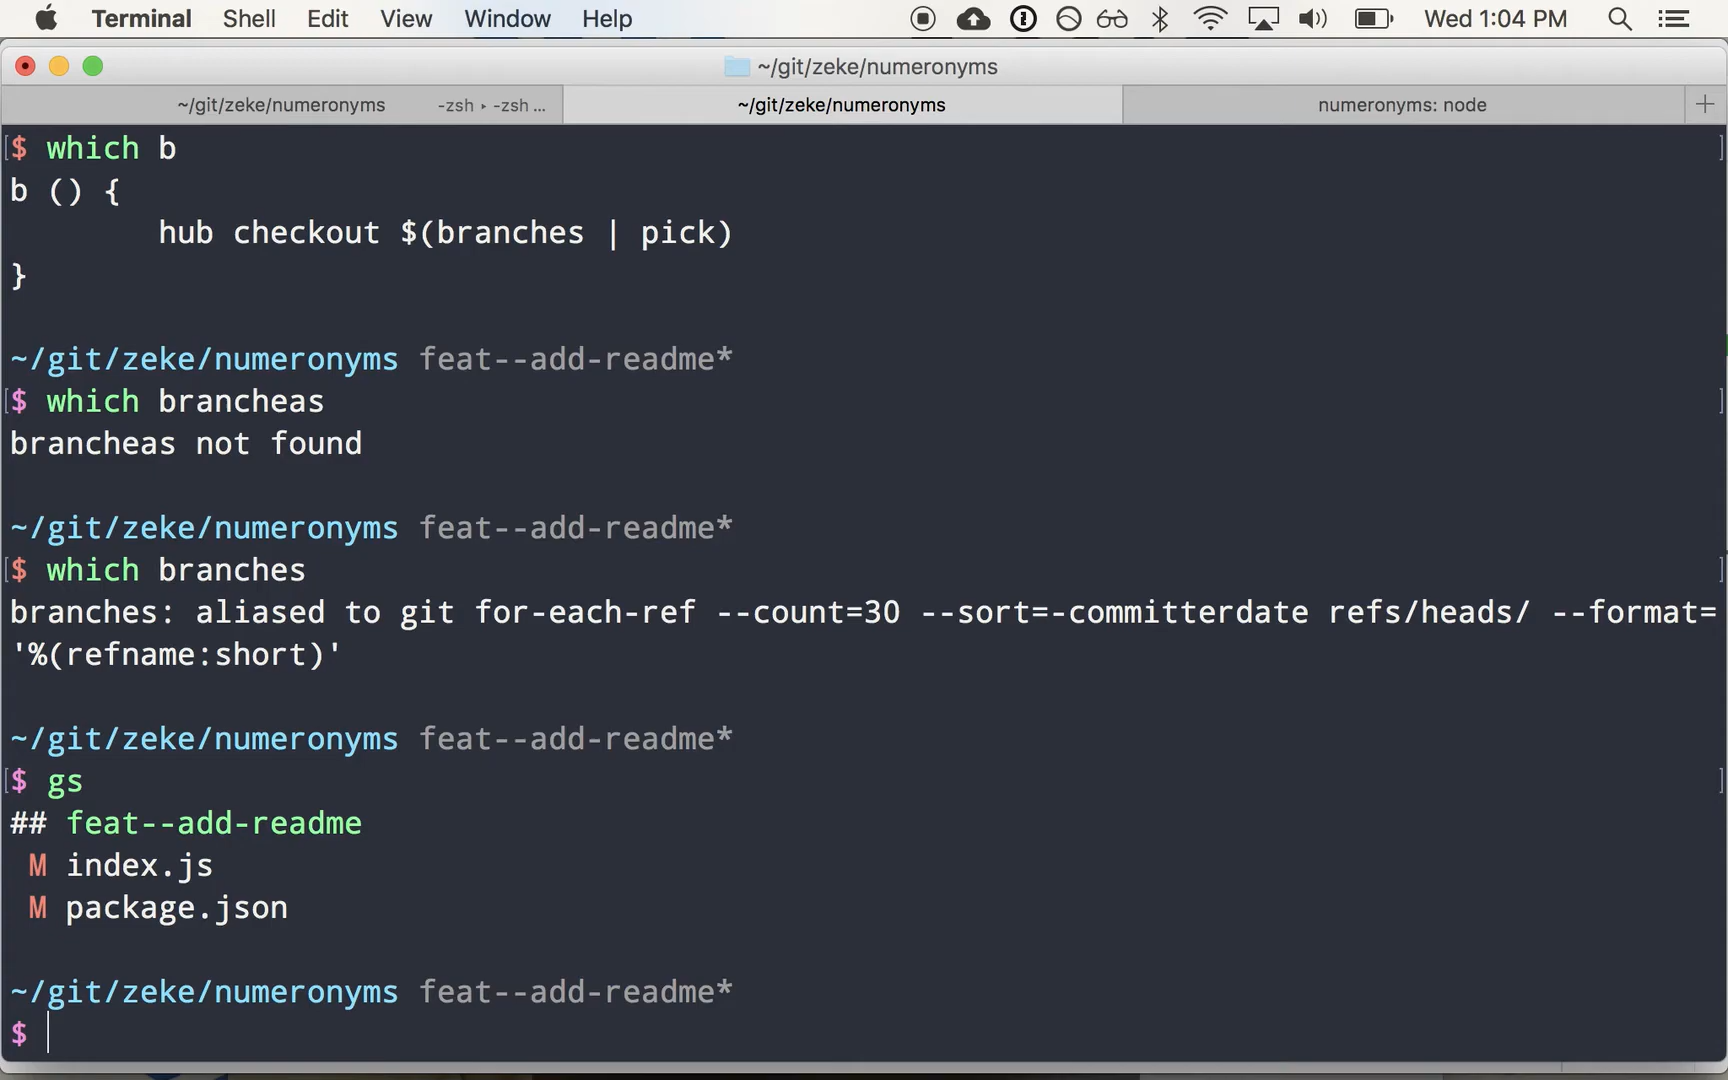 Terminal Shell Edit View Window Help Wed 1:04 PM
~/git/zeke/numeronyms
~/git/zeke/numeronyms -zsh ▸ -zsh ... ~/git/zeke/numeronyms numeronyms: node +
[$ which b ]
b () {
hub checkout $(branches | pick)
}
~/git/zeke/numeronyms feat--add-readme*
[$ which brancheas ]
brancheas not found
~/git/zeke/numeronyms feat--add-readme*
[$ which branches ]
branches: aliased to git for-each-ref --count=30 --sort=-committerdate refs/heads/ --format=
'%(refname:short)'
~/git/zeke/numeronyms feat--add-readme*
[$ gs ]
## feat--add-readme
M index.js
M package.json
~/git/zeke/numeronyms feat--add-readme*
$